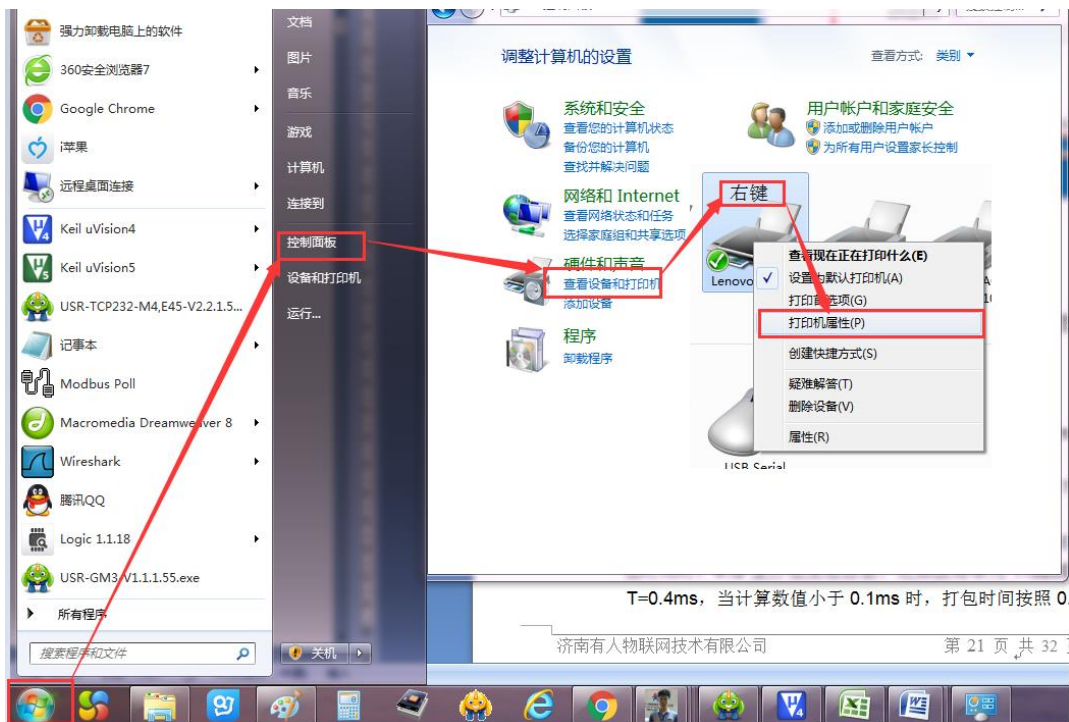 强力卸载电脑上的软件
360安全浏览器7
Google Chrome
i苹果
远程桌面连接
Keil uVision4
Keil uVision5
USR-TCP232-M4,E45-V2.2.1.5...
记事本
Modbus Poll
Macromedia Dreamweaver 8
Wireshark
腾讯QQ
Logic 1.1.18
USR-GM3-V1.1.1.55.exe
所有程序
搜索程序和文件
文档
图片
音乐
游戏
计算机
连接到
控制面板
设备和打印机
运行...
关机
调整计算机的设置
查看方式: 类别
系统和安全
查看您的计算机状态
备份您的计算机
查找并解决问题
网络和 Internet
查看网络状态和任务
选择家庭组和共享选项
硬件和声音
查看设备和打印机
添加设备
程序
卸载程序
用户帐户和家庭安全
添加或删除用户帐户
为所有用户设置家长控制
右键
Lenovo
查看现在正在打印什么(E)
设置为默认打印机(A)
打印首选项(G)
打印机属性(P)
创建快捷方式(S)
疑难解答(T)
删除设备(V)
属性(R)
USB Serial
T=0.4ms，当计算数值小于 0.1ms 时，打包时间按照 0.
济南有人物联网技术有限公司
第 21 页 共 32